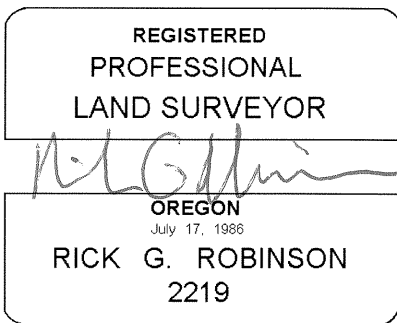 REGISTERED
PROFESSIONAL
LAND SURVEYOR
OREGON
July 17, 1986
RICK G. ROBINSON
2219